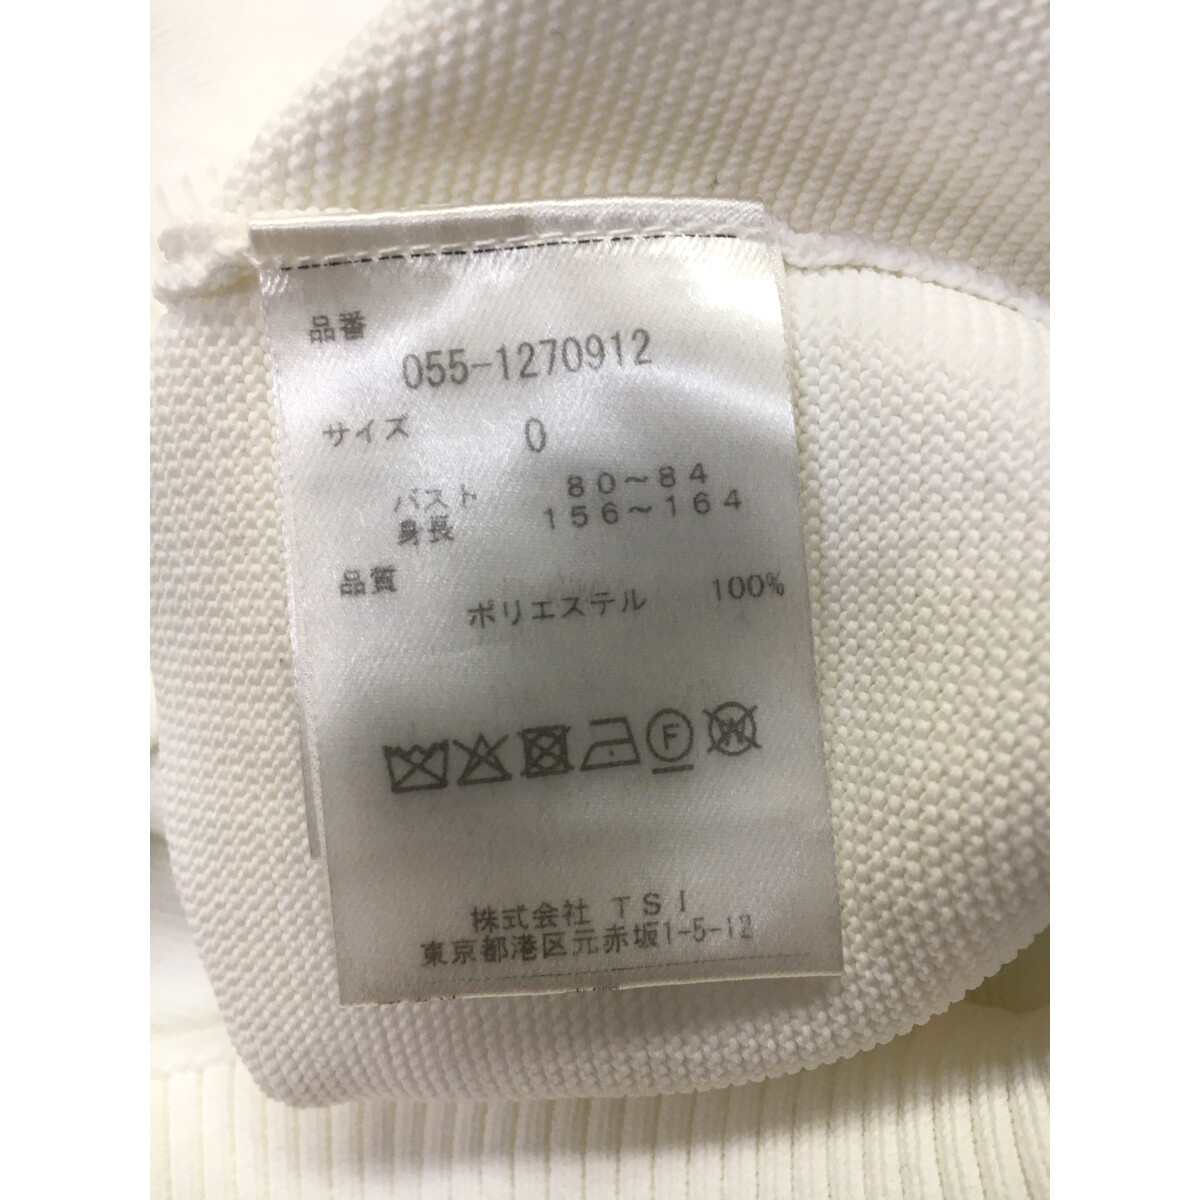 品番
055-1270912
サイズ 0
バスト 80～84
身長 156～164
品質
ポリエステル 100%
F
W
株式会社 TSI
東京都港区元赤坂1-5-12